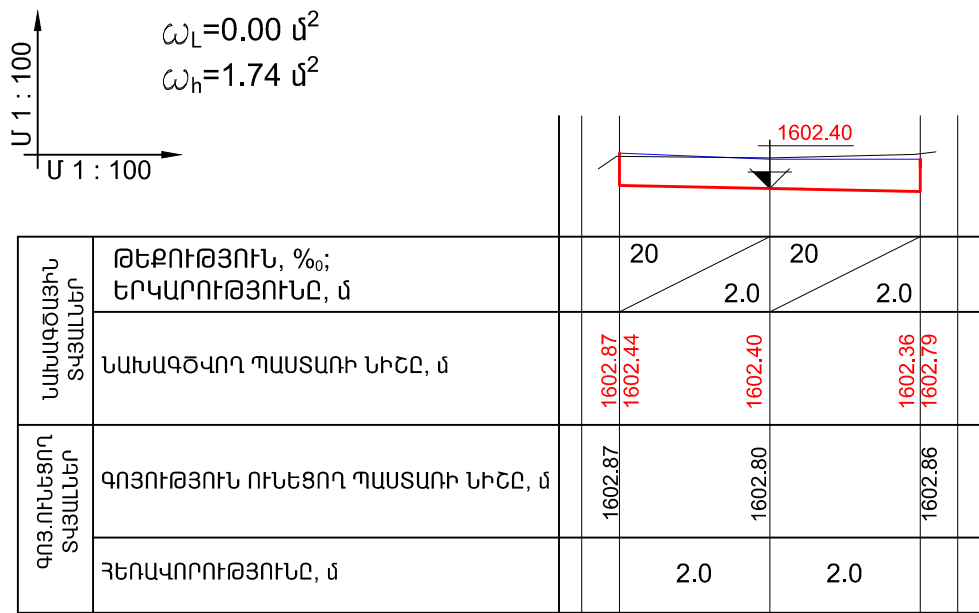 Մ 1 : 100
Մ 1 : 100
ωL=0.00 մ²
ωh=1.74 մ²
1602.40
ՆԱԽԱԳԾԱՅԻՆ
ՏՎՅԱԼՆԵՐ
ԹԵՔՈՒԹՅՈՒՆ, %₀;
ԵՐԿԱՐՈՒԹՅՈՒՆԸ, մ
20
2.0
20
2.0
ՆԱԽԱԳԾՎՈՂ ՊԱՍՏԱՌԻ ՆԻՇԸ, մ
1602.87
1602.44
1602.40
1602.36
1602.79
ԳՈՅ.ՈՒՆԵՑՈՂ
ՏՎՅԱԼՆԵՐ
ԳՈՅՈՒԹՅՈՒՆ ՈՒՆԵՑՈՂ ՊԱՍՏԱՌԻ ՆԻՇԸ, մ
1602.87
1602.80
1602.86
ՀԵՌԱՎՈՐՈՒԹՅՈՒՆԸ, մ
2.0
2.0